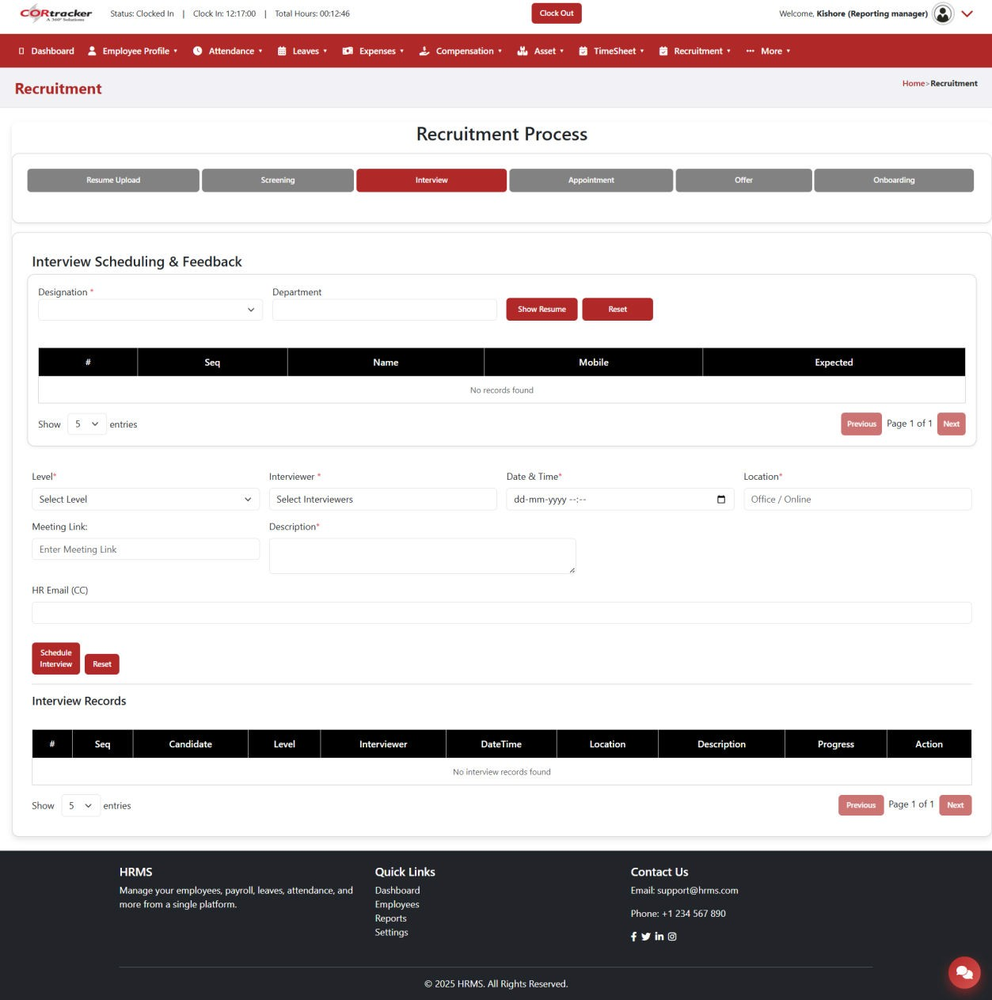 CORtracker
A 360° Solutions
Status: Clocked In | Clock In: 12:17:00 | Total Hours: 00:12:46
Clock Out
Welcome, Kishore (Reporting manager)
Dashboard Employee Profile Attendance Leaves Expenses Compensation Asset TimeSheet Recruitment More
Recruitment
Home>Recruitment
Recruitment Process
Resume Upload Screening Interview Appointment Offer Onboarding
Interview Scheduling & Feedback
Designation * Department
Show Resume Reset
# Seq Name Mobile Expected
No records found
Show 5 entries
Previous Page 1 of 1 Next
Level* Interviewer * Date & Time* Location*
Select Level Select Interviewers dd-mm-yyyy --:-- Office / Online
Meeting Link: Description*
Enter Meeting Link
HR Email (CC)
Schedule
Interview
Reset
Interview Records
# Seq Candidate Level Interviewer DateTime Location Description Progress Action
No interview records found
Show 5 entries
Previous Page 1 of 1 Next
HRMS
Manage your employees, payroll, leaves, attendance, and
more from a single platform.
Quick Links
Dashboard
Employees
Reports
Settings
Contact Us
Email: support@hrms.com
Phone: +1 234 567 890
© 2025 HRMS. All Rights Reserved.